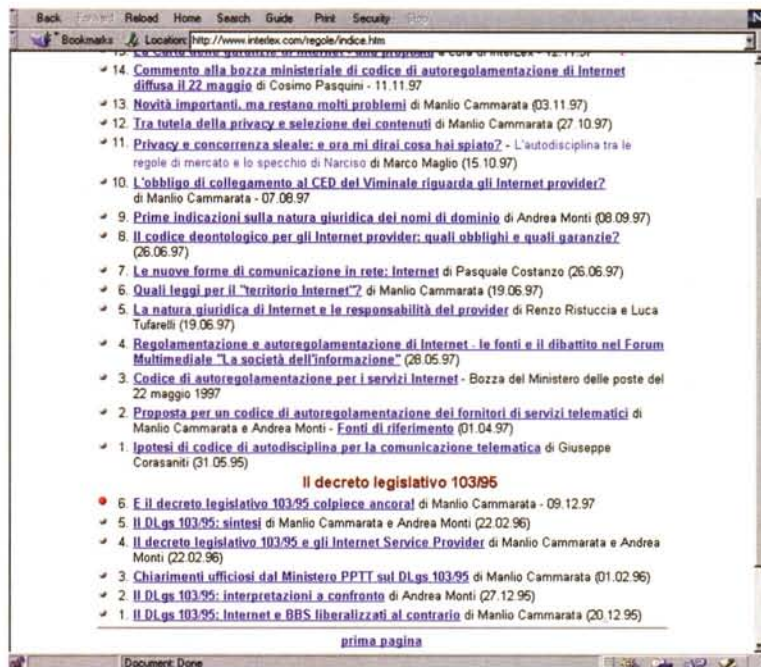 Back Forward Reload Home Search Guide Print Security Stop
Bookmarks Location: http://www.interlex.com/regole/indice.htm
15. La Carta delle garanzie di Internet - una proposta a cura di InterLex - 12.11.97
14. Commento alla bozza ministeriale di codice di autoregolamentazione di Internet
diffusa il 22 maggio di Cosimo Pasquini - 11.11.97
13. Novità importanti, ma restano molti problemi di Manlio Cammarata (03.11.97)
12. Tra tutela della privacy e selezione dei contenuti di Manlio Cammarata (27.10.97)
11. Privacy e concorrenza sleale: e ora mi dirai cosa hai spiato? - L'autodisciplina tra le
regole di mercato e lo specchio di Narciso di Marco Maglio (15.10.97)
10. L'obbligo di collegamento al CED del Viminale riguarda gli Internet provider?
di Manlio Cammarata - 07.08.97
9. Prime indicazioni sulla natura giuridica dei nomi di dominio di Andrea Monti (08.09.97)
8. Il codice deontologico per gli Internet provider: quali obblighi e quali garanzie?
(26.06.97)
7. Le nuove forme di comunicazione in rete: Internet di Pasquale Costanzo (26.06.97)
6. Quali leggi per il "territorio Internet"? di Manlio Cammarata (19.06.97)
5. La natura giuridica di Internet e le responsabilità del provider di Renzo Ristuccia e Luca
Tufarelli (19.06.97)
4. Regolamentazione e autoregolamentazione di Internet - le fonti e il dibattito nel Forum
Multimediale "La società dell'informazione" (28.05.97)
3. Codice di autoregolamentazione per i servizi Internet - Bozza del Ministero delle poste del
22 maggio 1997
2. Proposta per un codice di autoregolamentazione dei fornitori di servizi telematici di
Manlio Cammarata e Andrea Monti - Fonti di riferimento (01.04.97)
1. Ipotesi di codice di autodisciplina per la comunicazione telematica di Giuseppe
Corasaniti (31.05.95)
Il decreto legislativo 103/95
6. E il decreto legislativo 103/95 colpiece ancora! di Manlio Cammarata - 09.12.97
5. Il DLgs 103/95: sintesi di Manlio Cammarata e Andrea Monti (22.02.96)
4. Il decreto legislativo 103/95 e gli Internet Service Provider di Manlio Cammarata e Andrea
Monti (22.02.96)
3. Chiarimenti ufficiosi dal Ministero PPTT sul DLgs 103/95 di Manlio Cammarata (01.02.96)
2. Il DLgs 103/95: interpretazioni a confronto di Andrea Monti (27.12.95)
1. Il DLgs 103/95: Internet e BBS liberalizzati al contrario di Manlio Cammarata (20.12.95)
prima pagina
Document: Done